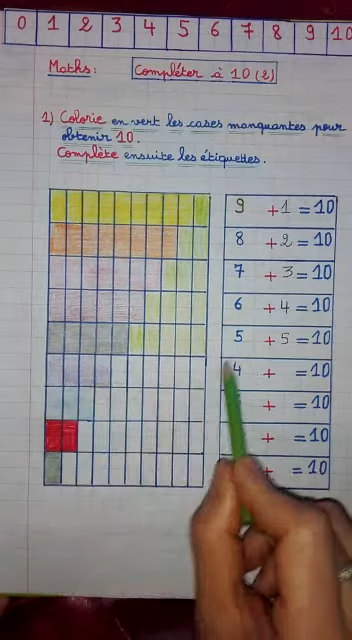 0 1 2 3 4 5 6 7 8 9 10
Maths: Compléter à 10 (2)
1) Colorie en vert les cases manquantes pour
obtenir 10.
Complète ensuite les étiquettes.
9 +1 =10
8 +2 =10
7 +3 =10
6 +4 =10
5 +5 =10
4 + =10
+ =10
+ =10
+ =10